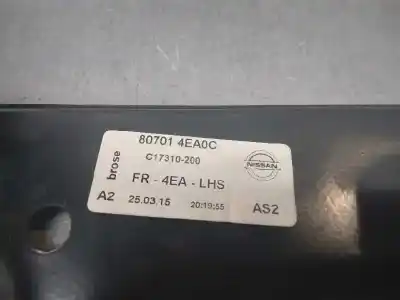 80701 4EA0C
C17310-200
brose
NISSAN
FR - 4EA - LHS
A2 25.03.15 20:19:55 AS2